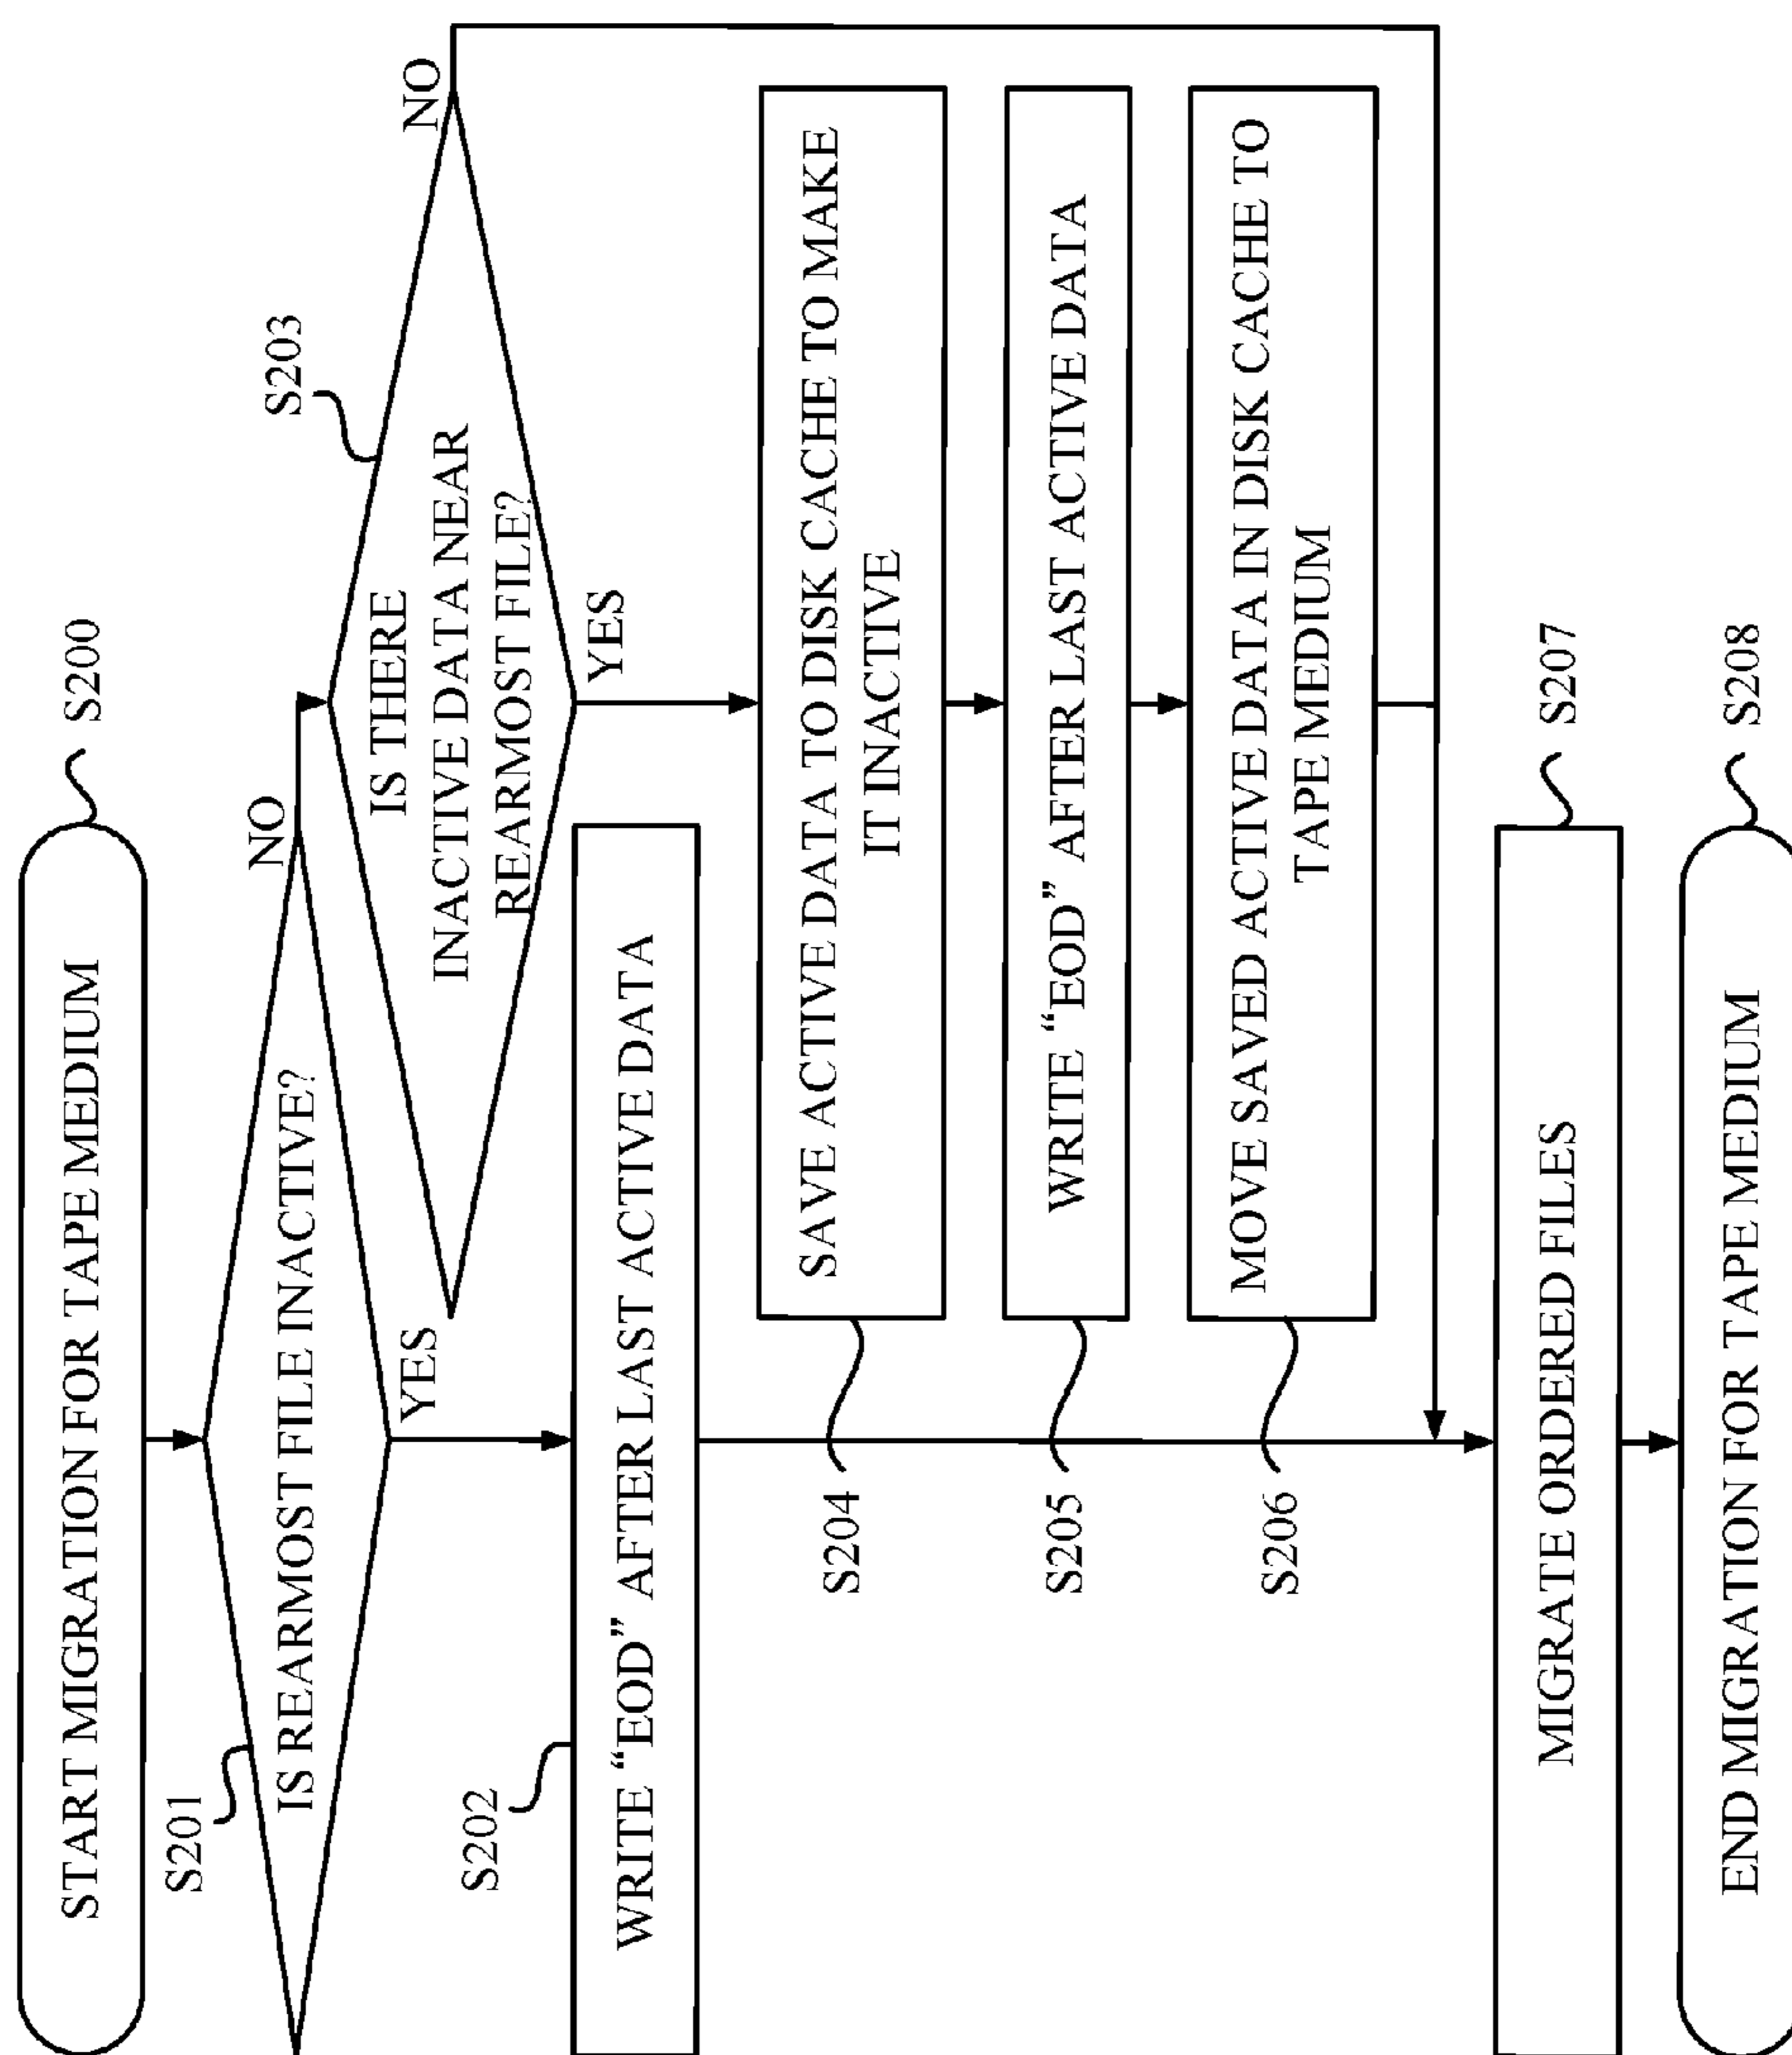 START MIGRATION FOR TAPE MEDIUM
S200
S201
IS REARMOST FILE INACTIVE?
NO
YES
S203
IS THERE
INACTIVE DATA NEAR
REARMOST FILE?
NO
YES
S202
WRITE “EOD” AFTER LAST ACTIVE DATA
SAVE ACTIVE DATA TO DISK CACHE TO MAKE
IT INACTIVE
S204
WRITE “EOD” AFTER LAST ACTIVE DATA
S205
MOVE SAVED ACTIVE DATA IN DISK CACHE TO
TAPE MEDIUM
S206
MIGRATE ORDERED FILES
S207
END MIGRATION FOR TAPE MEDIUM
S208